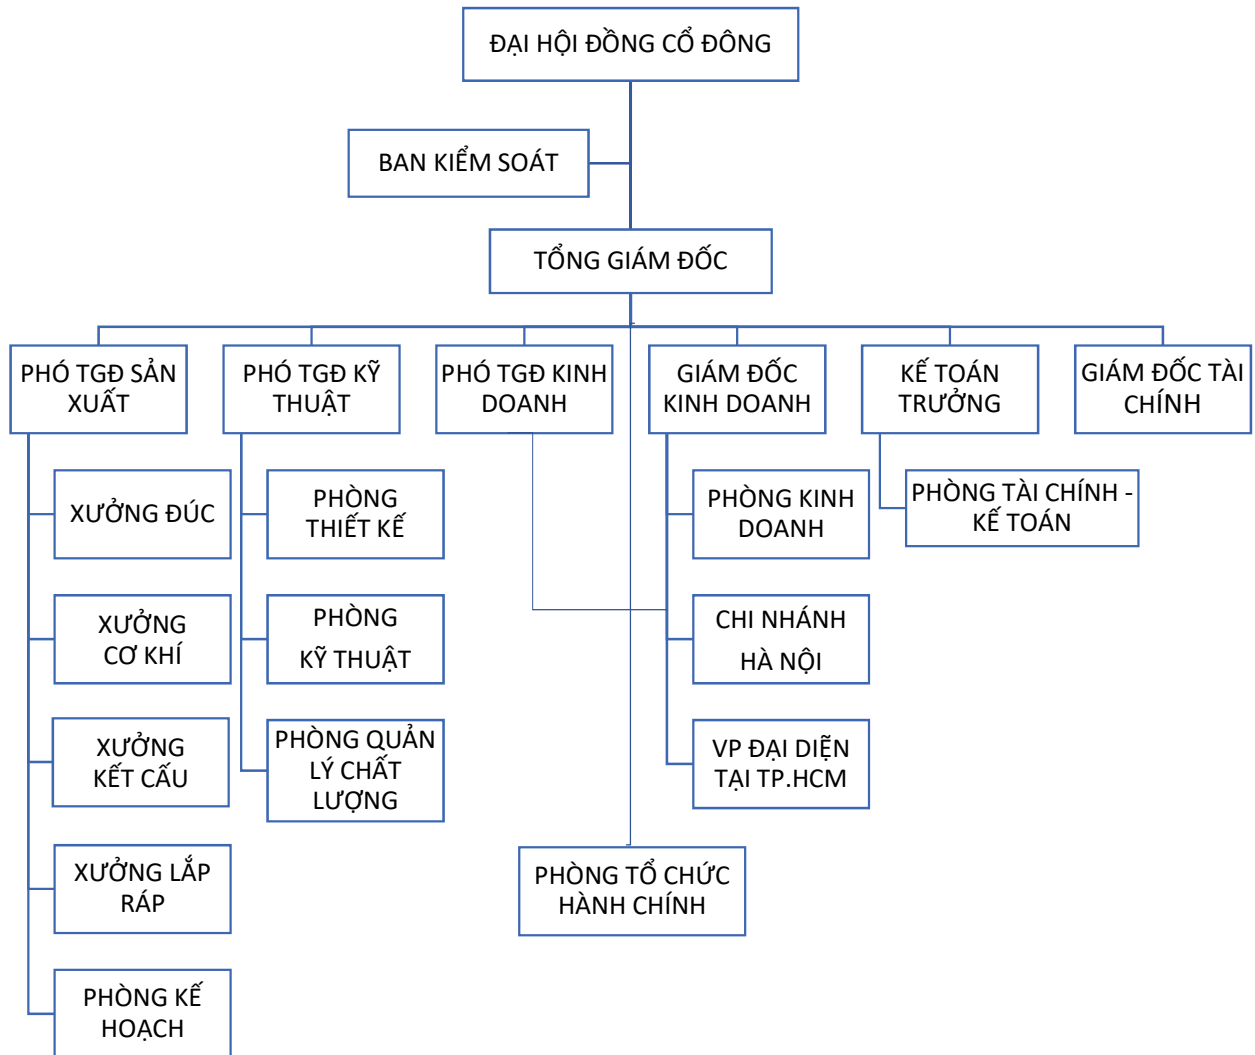 ĐẠI HỘI ĐỒNG CỔ ĐÔNG
BAN KIỂM SOÁT
TỔNG GIÁM ĐỐC
PHÓ TGĐ SẢN
XUẤT
PHÓ TGĐ KỸ
THUẬT
PHÓ TGĐ KINH
DOANH
GIÁM ĐỐC
KINH DOANH
KẾ TOÁN
TRƯỞNG
GIÁM ĐỐC TÀI
CHÍNH
XƯỞNG ĐÚC
PHÒNG
THIẾT KẾ
PHÒNG KINH
DOANH
PHÒNG TÀI CHÍNH -
KẾ TOÁN
XƯỞNG
CƠ KHÍ
PHÒNG
KỸ THUẬT
CHI NHÁNH
HÀ NỘI
XƯỞNG
KẾT CẤU
PHÒNG QUẢN
LÝ CHẤT
LƯỢNG
VP ĐẠI DIỆN
TẠI TP.HCM
XƯỞNG LẮP
RÁP
PHÒNG TỔ CHỨC
HÀNH CHÍNH
PHÒNG KẾ
HOẠCH